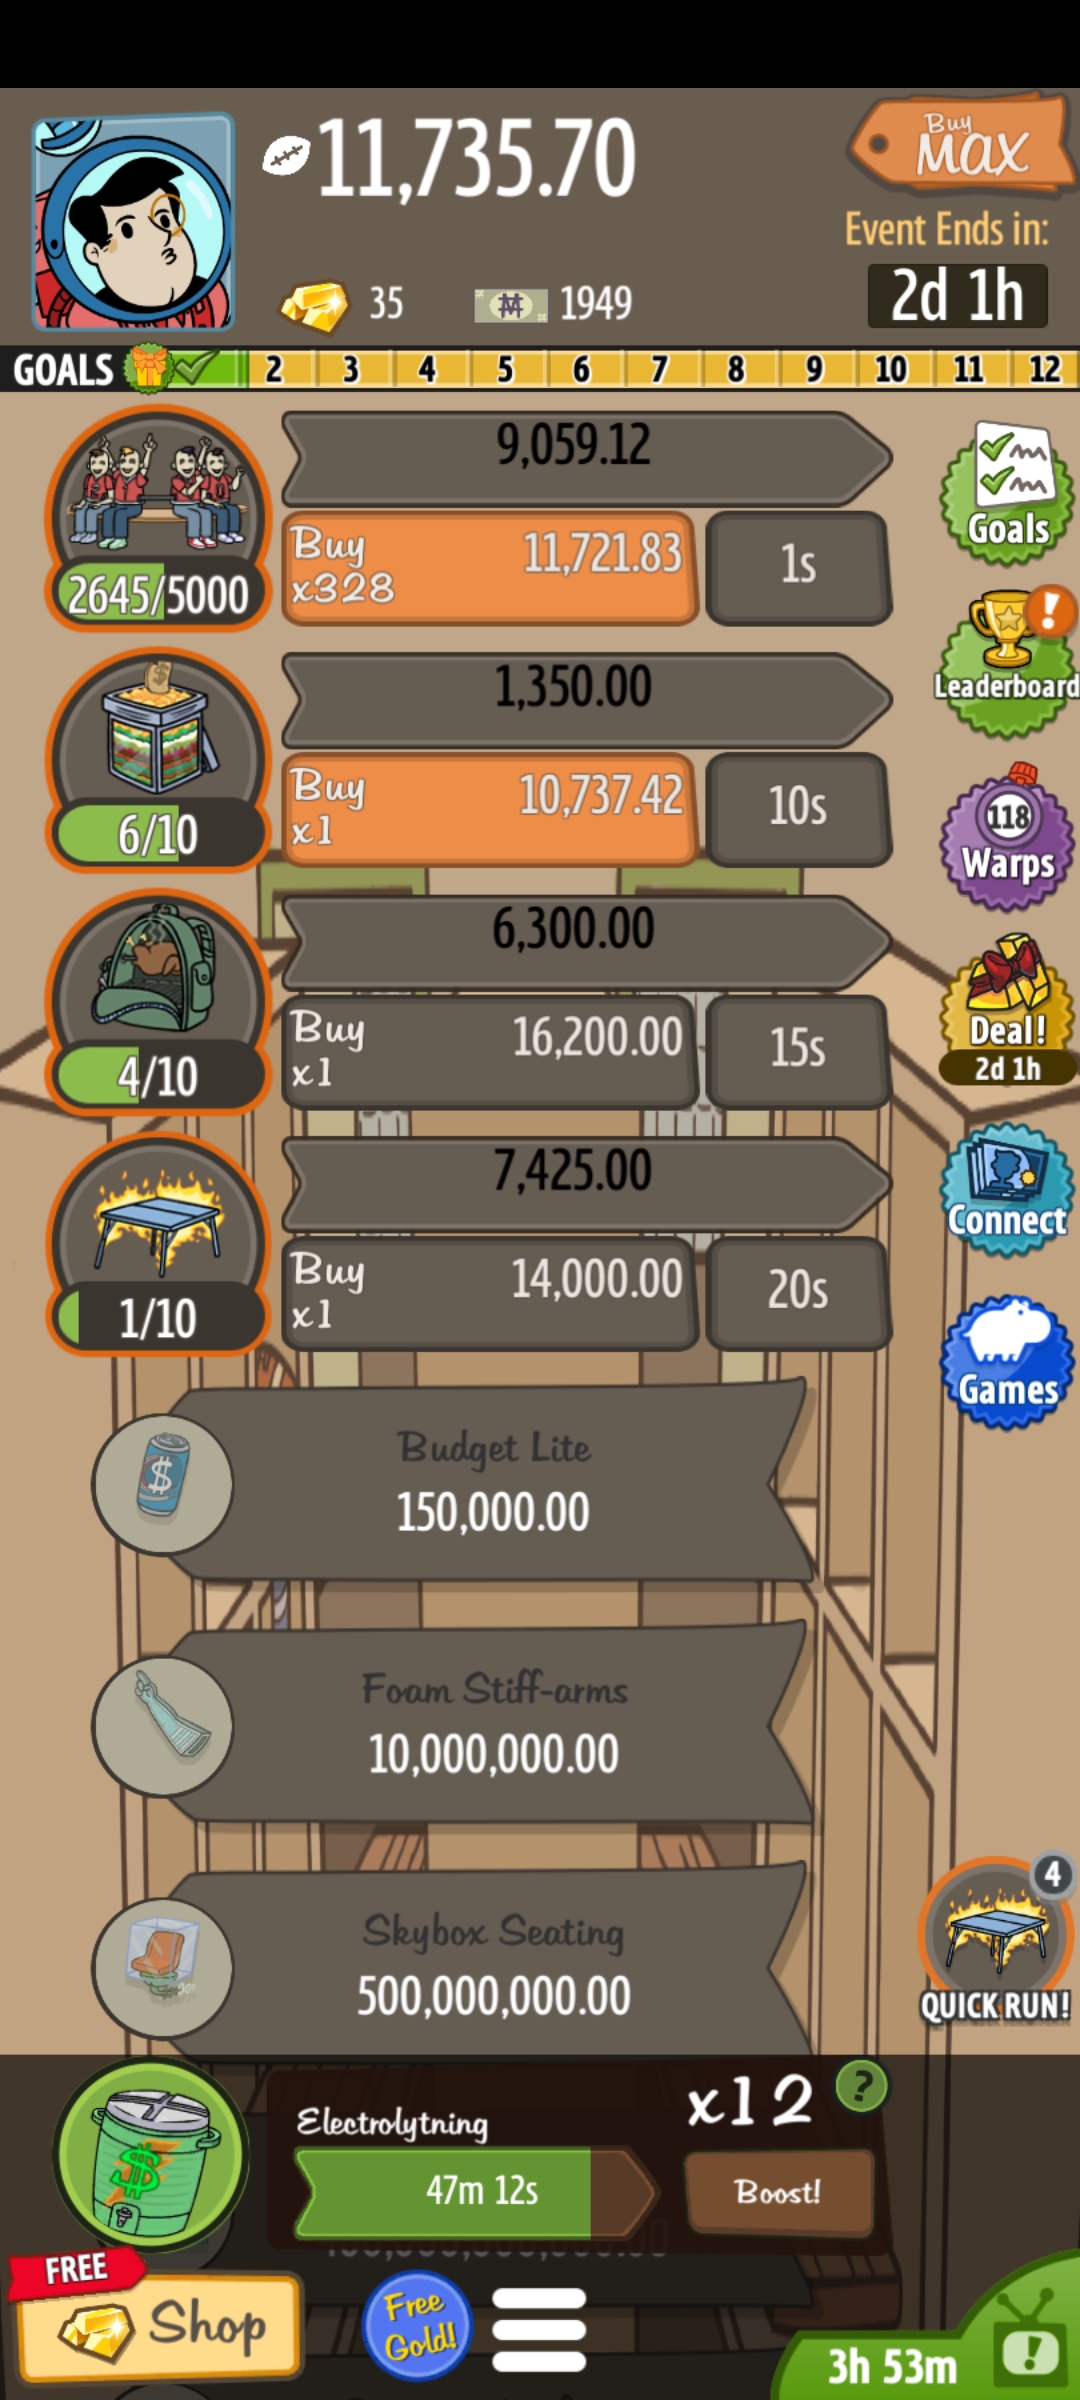 11,735.70
Buy
MAX
Event Ends in:
2d 1h
35
1949
GOALS 2 3 4 5 6 7 8 9 10 11 12
9,059.12
Buy
x328
11,721.83
1s
2645/5000
Goals
Leaderboard
1,350.00
Buy
x1
10,737.42
10s
6/10
118
Warps
6,300.00
Buy
x1
16,200.00
15s
4/10
Deal!
2d 1h
7,425.00
Buy
x1
14,000.00
20s
1/10
Connect
Games
Budget Lite
150,000.00
Foam Stiff-arms
10,000,000.00
Skybox Seating
500,000,000.00
4
QUICK RUN!
Electrolytning
x12
?
47m 12s
Boost!
FREE
Shop
Free
Gold!
3h 53m